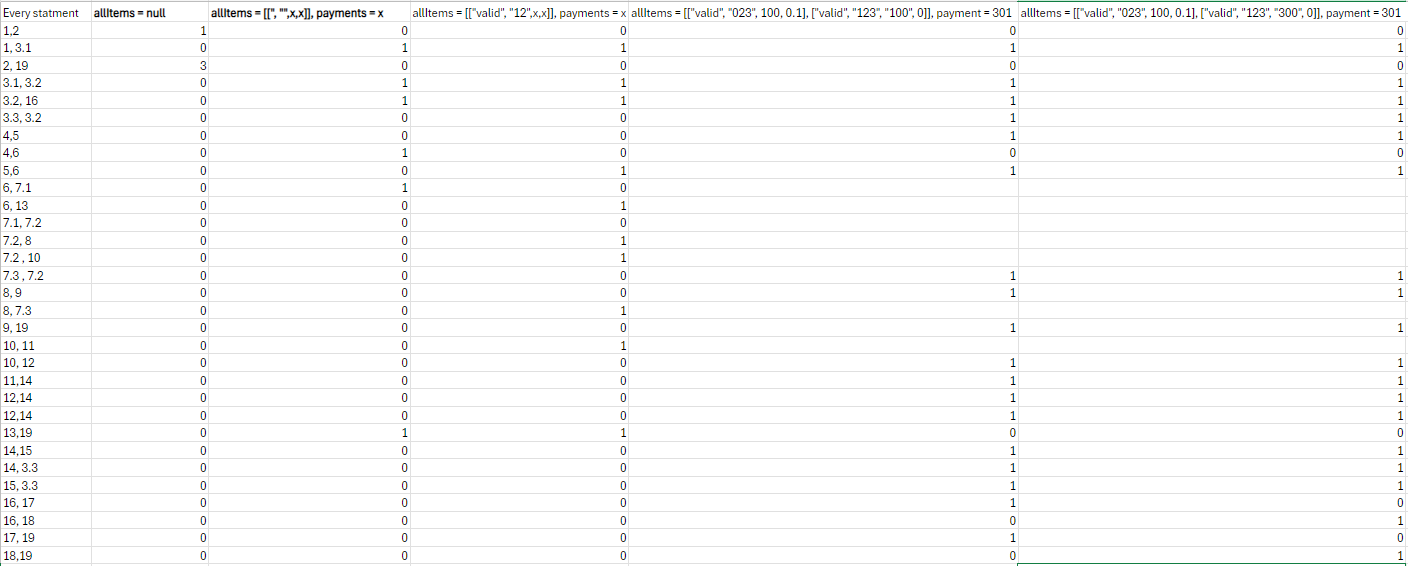 Every statment allItems = null allItems = [[", "",x,x]], payments = x allItems = [["valid", "12",x,x]], payments = x allItems = [["valid", "023", 100, 0.1], ["valid", "123", "100", 0]], payment = 301 allItems = [["valid", "023", 100, 0.1], ["valid", "123", "300", 0]], payment = 301
1,2 1 0 0 0 0
1, 3.1 0 1 1 1 1
2, 19 3 0 0 0 0
3.1, 3.2 0 1 1 1 1
3.2, 16 0 1 1 1 1
3.3, 3.2 0 0 0 1 1
4,5 0 0 0 1 1
4,6 0 1 0 0 0
5,6 0 0 1 1 1
6, 7.1 0 1 0
6, 13 0 0 1
7.1, 7.2 0 0 0
7.2, 8 0 0 1
7.2 , 10 0 0 1
7.3 , 7.2 0 0 0 1 1
8, 9 0 0 0 1 1
8, 7.3 0 0 1
9, 19 0 0 0 1 1
10, 11 0 0 1
10, 12 0 0 0 1 1
11,14 0 0 0 1 1
12,14 0 0 0 1 1
12,14 0 0 0 1 1
13,19 0 1 1 0 0
14,15 0 0 0 1 1
14, 3.3 0 0 0 1 1
15, 3.3 0 0 0 1 1
16, 17 0 0 0 1 0
16, 18 0 0 0 0 1
17, 19 0 0 0 1 0
18,19 0 0 0 0 1